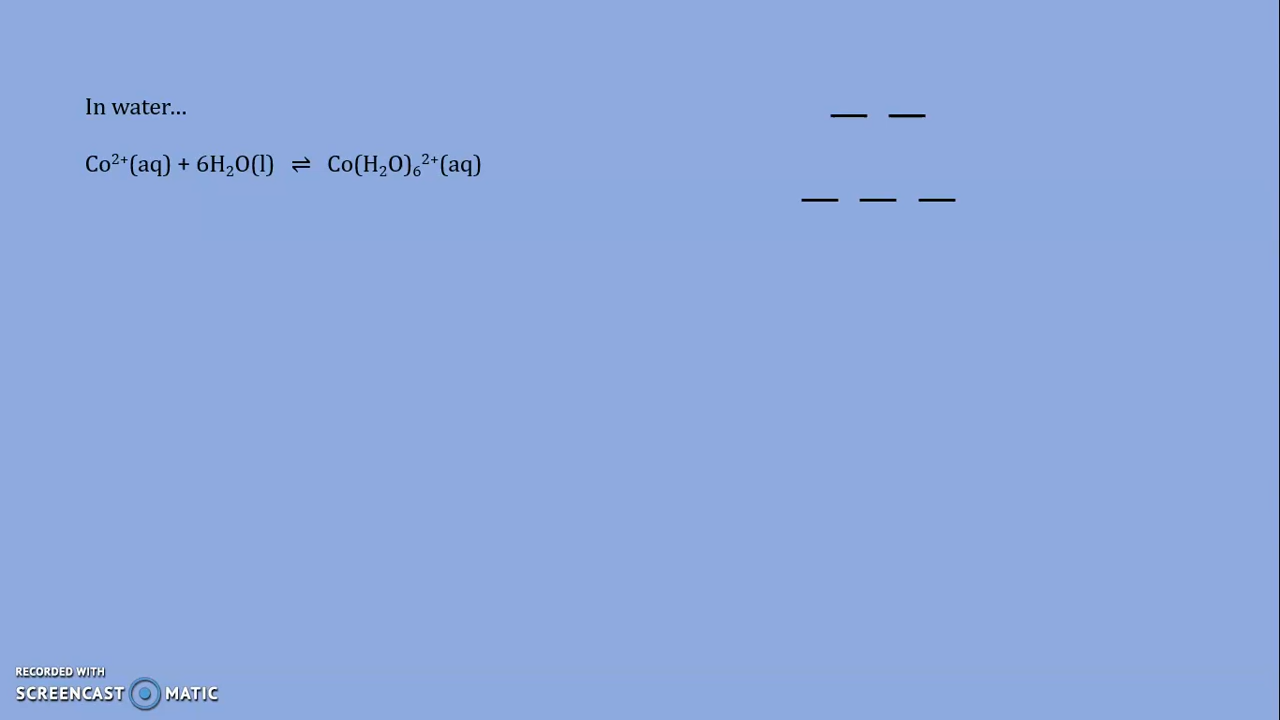 In water...
Co²⁺(aq) + 6H₂O(l) ⇌ Co(H₂O)₆²⁺(aq)
RECORDED WITH
SCREENCAST MATIC